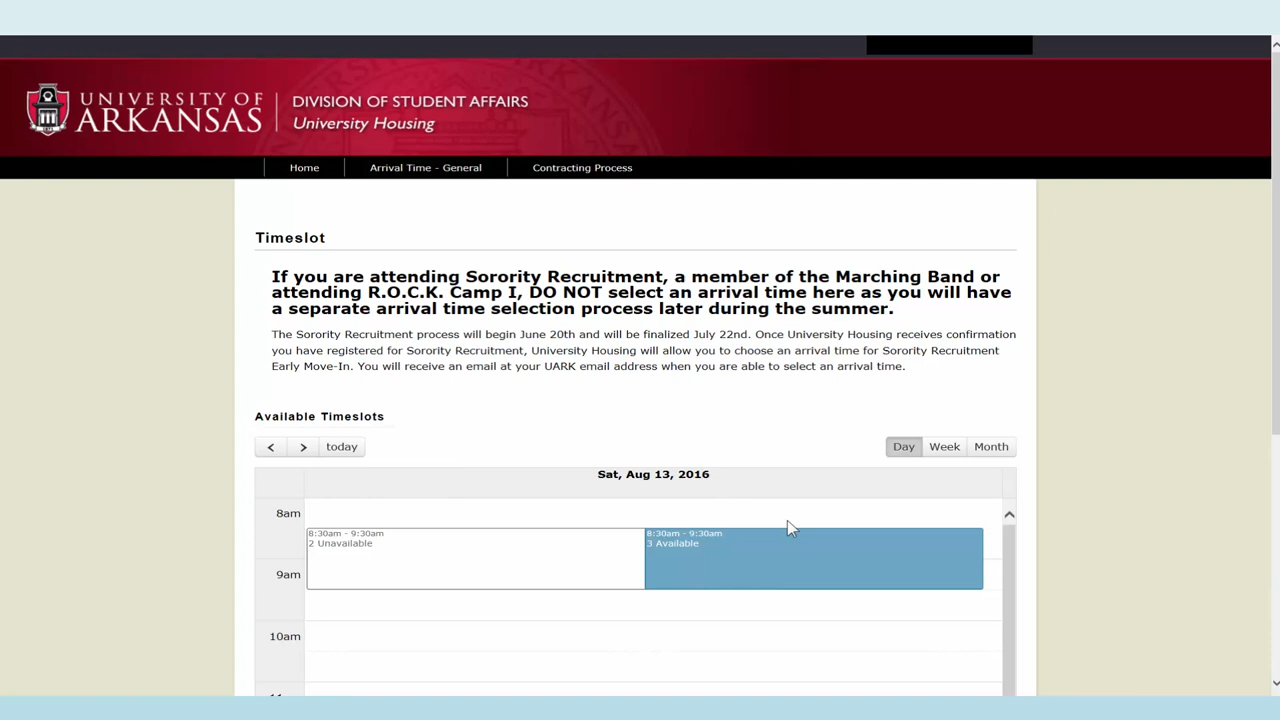 UNIVERSITY OF
ARKANSAS
DIVISION OF STUDENT AFFAIRS
University Housing
Home
Arrival Time - General
Contracting Process
Timeslot
If you are attending Sorority Recruitment, a member of the Marching Band or
attending R.O.C.K. Camp I, DO NOT select an arrival time here as you will have
a separate arrival time selection process later during the summer.
The Sorority Recruitment process will begin June 20th and will be finalized July 22nd. Once University Housing receives confirmation
you have registered for Sorority Recruitment, University Housing will allow you to choose an arrival time for Sorority Recruitment
Early Move-In. You will receive an email at your UARK email address when you are able to select an arrival time.
Available Timeslots
today
Day
Week
Month
Sat, Aug 13, 2016
8am
8:30am - 9:30am
2 Unavailable
8:30am - 9:30am
3 Available
9am
10am